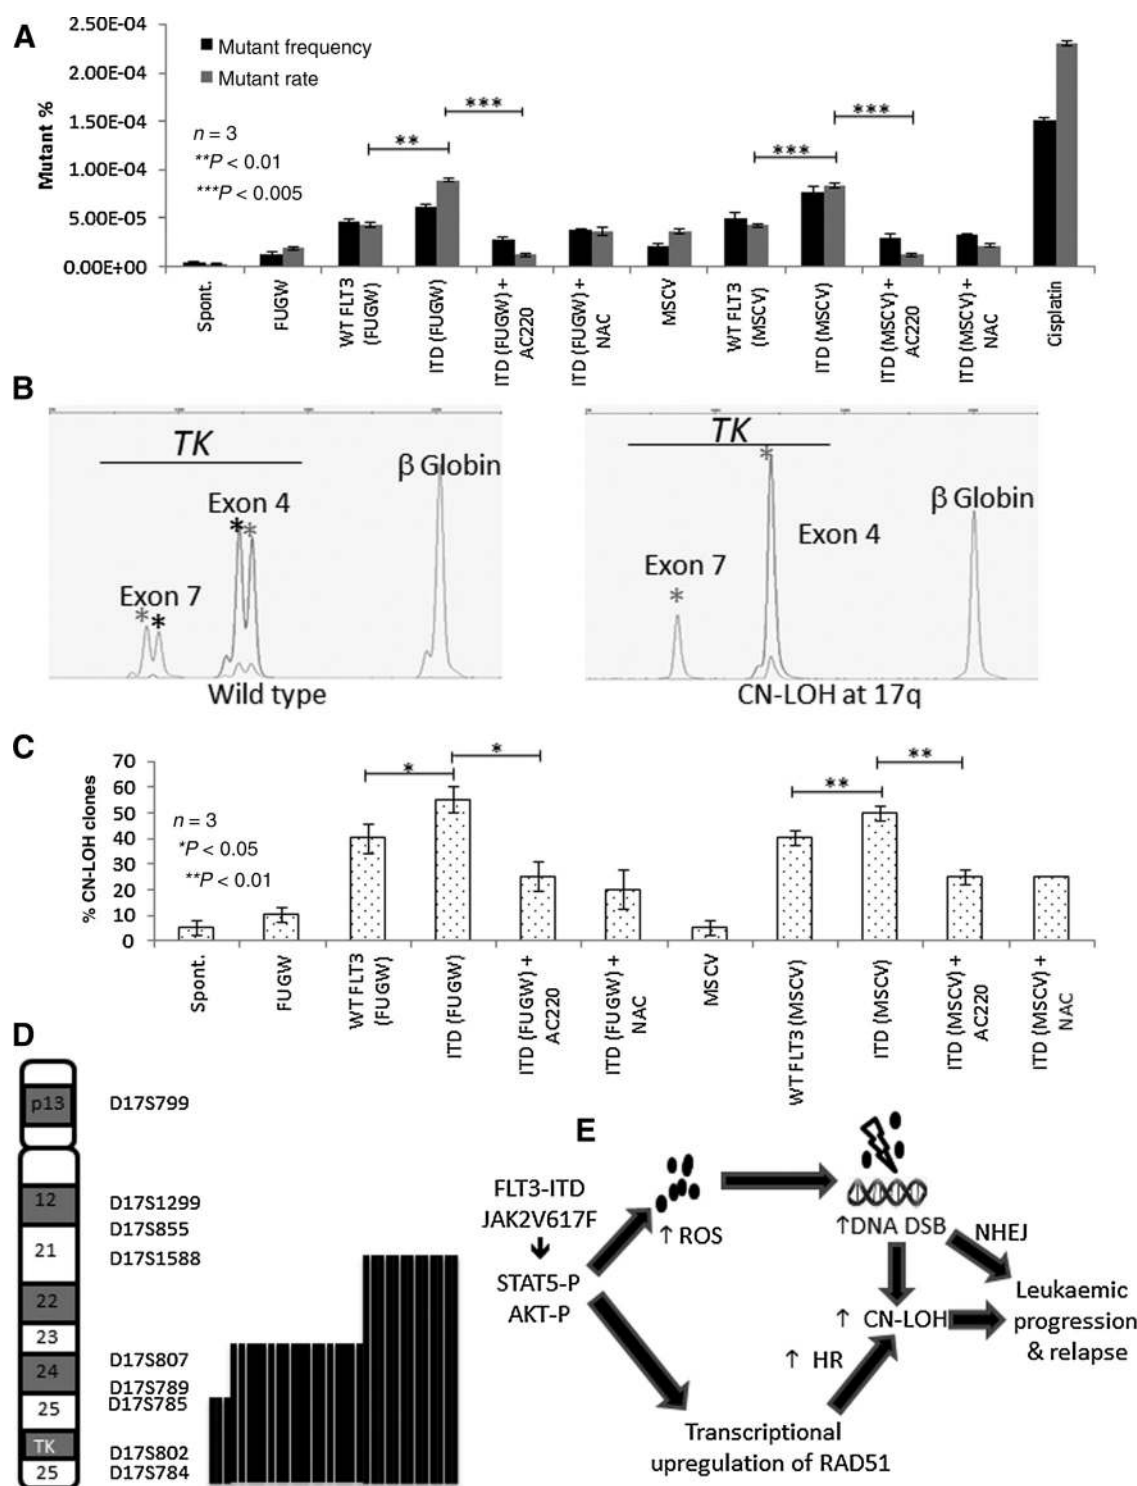 A
2.50E-04
2.00E-04
1.50E-04
1.00E-04
5.00E-05
0.00E+00
Mutant %
Mutant frequency
Mutant rate
n = 3
**P < 0.01
***P < 0.005
**
***
***
***
Spont.
FUGW
WT FLT3
(FUGW)
ITD (FUGW)
ITD (FUGW) +
AC220
ITD (FUGW) +
NAC
MSCV
WT FLT3
(MSCV)
ITD (MSCV)
ITD (MSCV) +
AC220
ITD (MSCV) +
NAC
Cisplatin
B
TK
Exon 4
* *
Exon 7
* *
β Globin
Wild type
TK
*
Exon 4
Exon 7
*
β Globin
CN-LOH at 17q
C
70
60
50
40
30
20
10
0
% CN-LOH clones
n = 3
*P < 0.05
**P < 0.01
*
*
**
**
Spont.
FUGW
WT FLT3
(FUGW)
ITD (FUGW)
ITD (FUGW) +
AC220
ITD (FUGW) +
NAC
MSCV
WT FLT3 (MSCV)
ITD (MSCV)
ITD (MSCV) +
AC220
ITD (MSCV) +
NAC
D
p13
12
21
22
23
24
25
TK
25
D17S799
D17S1299
D17S855
D17S1588
D17S807
D17S789
D17S785
D17S802
D17S784
E
FLT3-ITD
JAK2V617F
STAT5-P
AKT-P
↑ ROS
↑DNA DSB
NHEJ
↑ CN-LOH
↑ HR
Leukaemic
progression
& relapse
Transcriptional
upregulation of RAD51